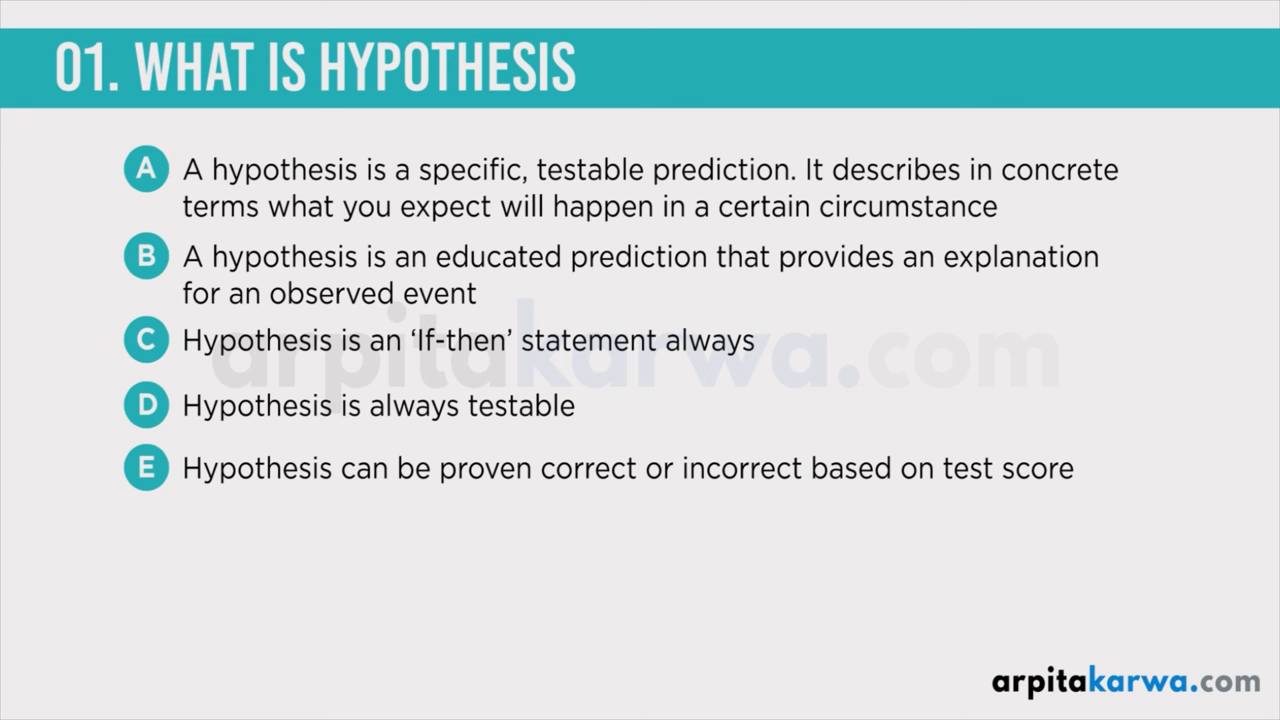 01. WHAT IS HYPOTHESIS
A A hypothesis is a specific, testable prediction. It describes in concrete
terms what you expect will happen in a certain circumstance
B A hypothesis is an educated prediction that provides an explanation
for an observed event
C Hypothesis is an ‘If-then’ statement always
arpitakarwa.com
D Hypothesis is always testable
E Hypothesis can be proven correct or incorrect based on test score
arpitakarwa.com